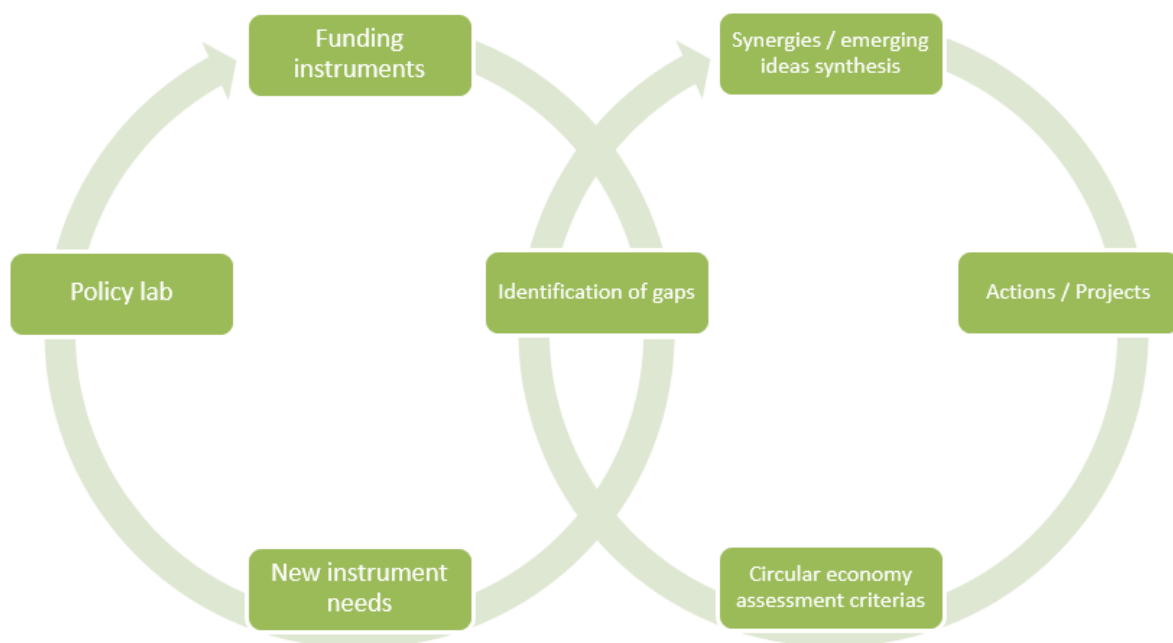 Funding
instruments
Synergies / emerging
ideas synthesis
Policy lab
Identification of gaps
Actions / Projects
New instrument
needs
Circular economy
assessment criterias